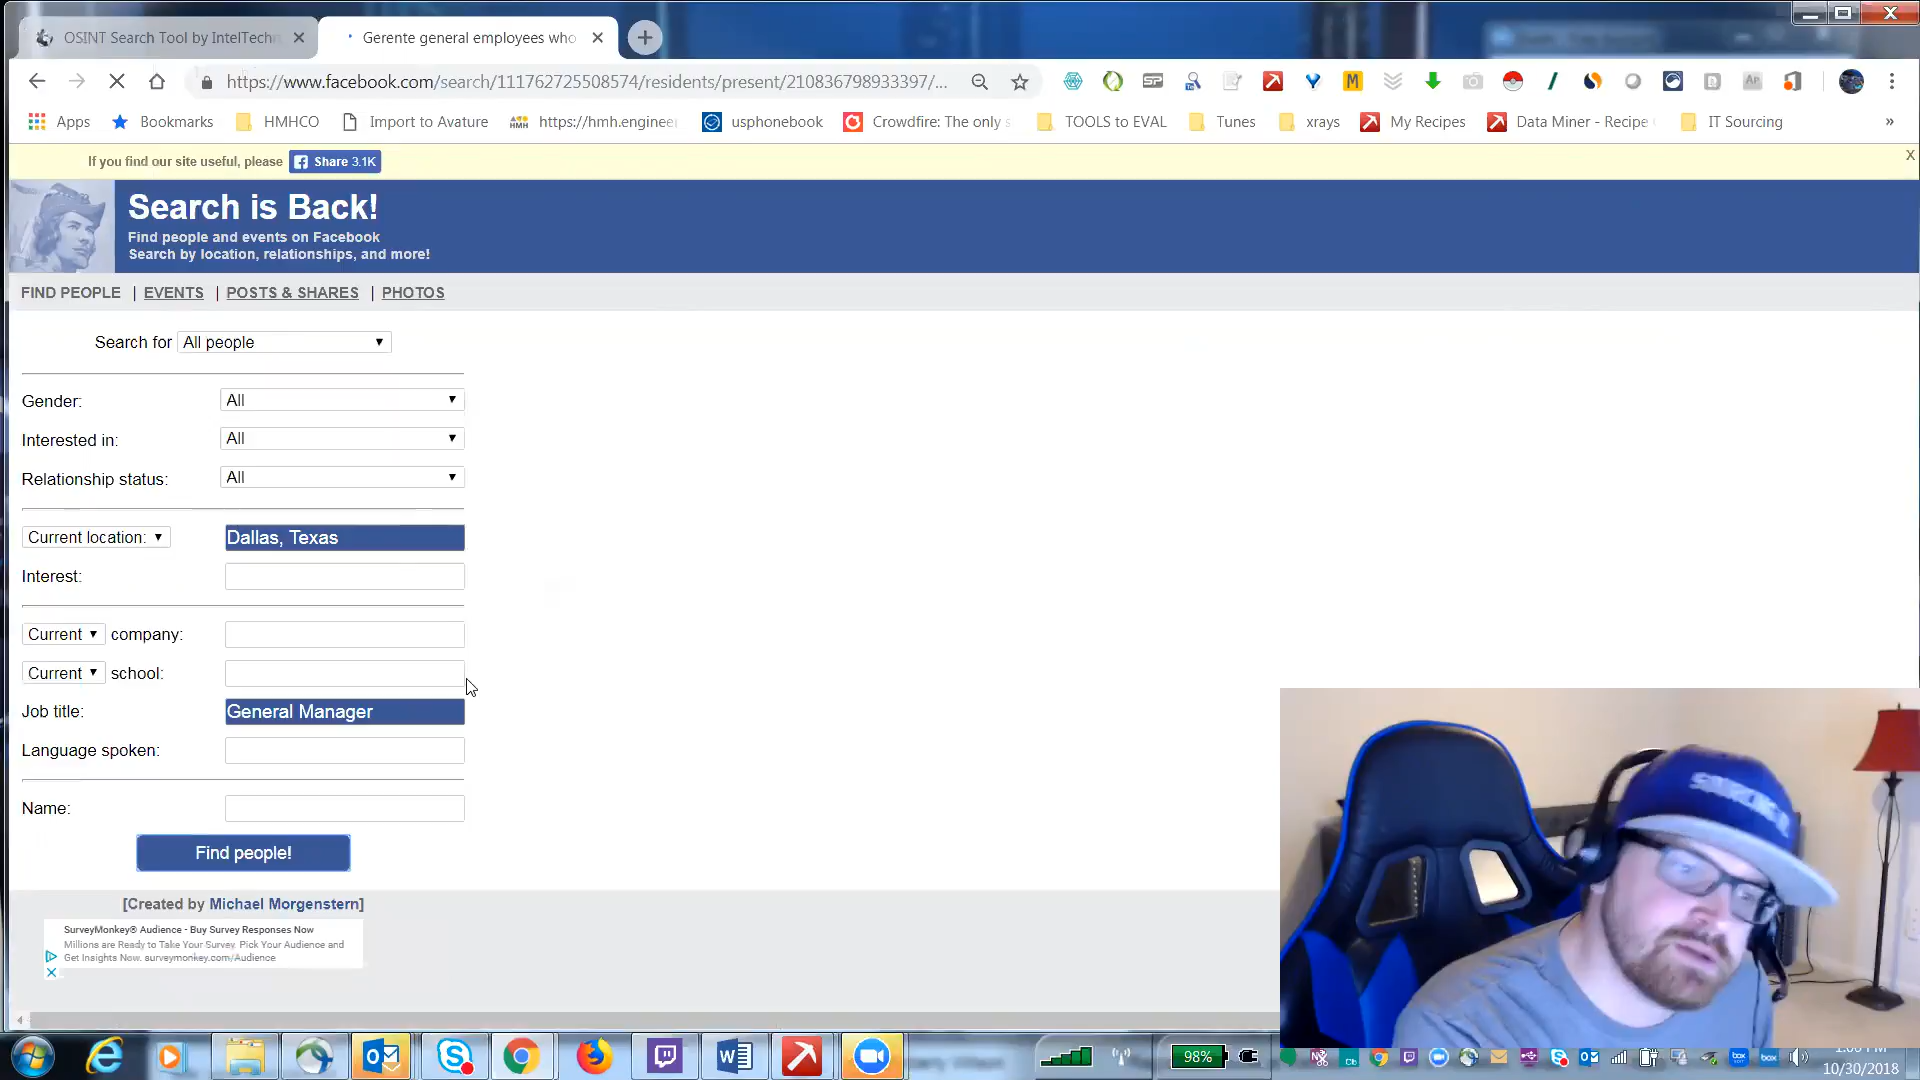 OSINT Search Tool by IntelTechn
Gerente general employees who
https://www.facebook.com/search/111762725508574/residents/present/210836798933397/...
Apps
Bookmarks
HMHCO
Import to Avature
https://hmh.engineer
usphonebook
Crowdfire: The only s
TOOLS to EVAL
Tunes
xrays
My Recipes
Data Miner - Recipe
IT Sourcing
»
If you find our site useful, please
Share 3.1K
X
Search is Back!
Find people and events on Facebook
Search by location, relationships, and more!
FIND PEOPLE | EVENTS | POSTS & SHARES | PHOTOS
Search for All people
Gender: All
Interested in: All
Relationship status: All
Current location: Dallas, Texas
Interest:
Current company:
Current school:
Job title: General Manager
Language spoken:
Name:
Find people!
[Created by Michael Morgenstern]
SurveyMonkey® Audience - Buy Survey Responses Now
Millions are Ready to Take Your Survey. Pick Your Audience and
Get Insights Now. surveymonkey.com/Audience
98%
10/30/2018